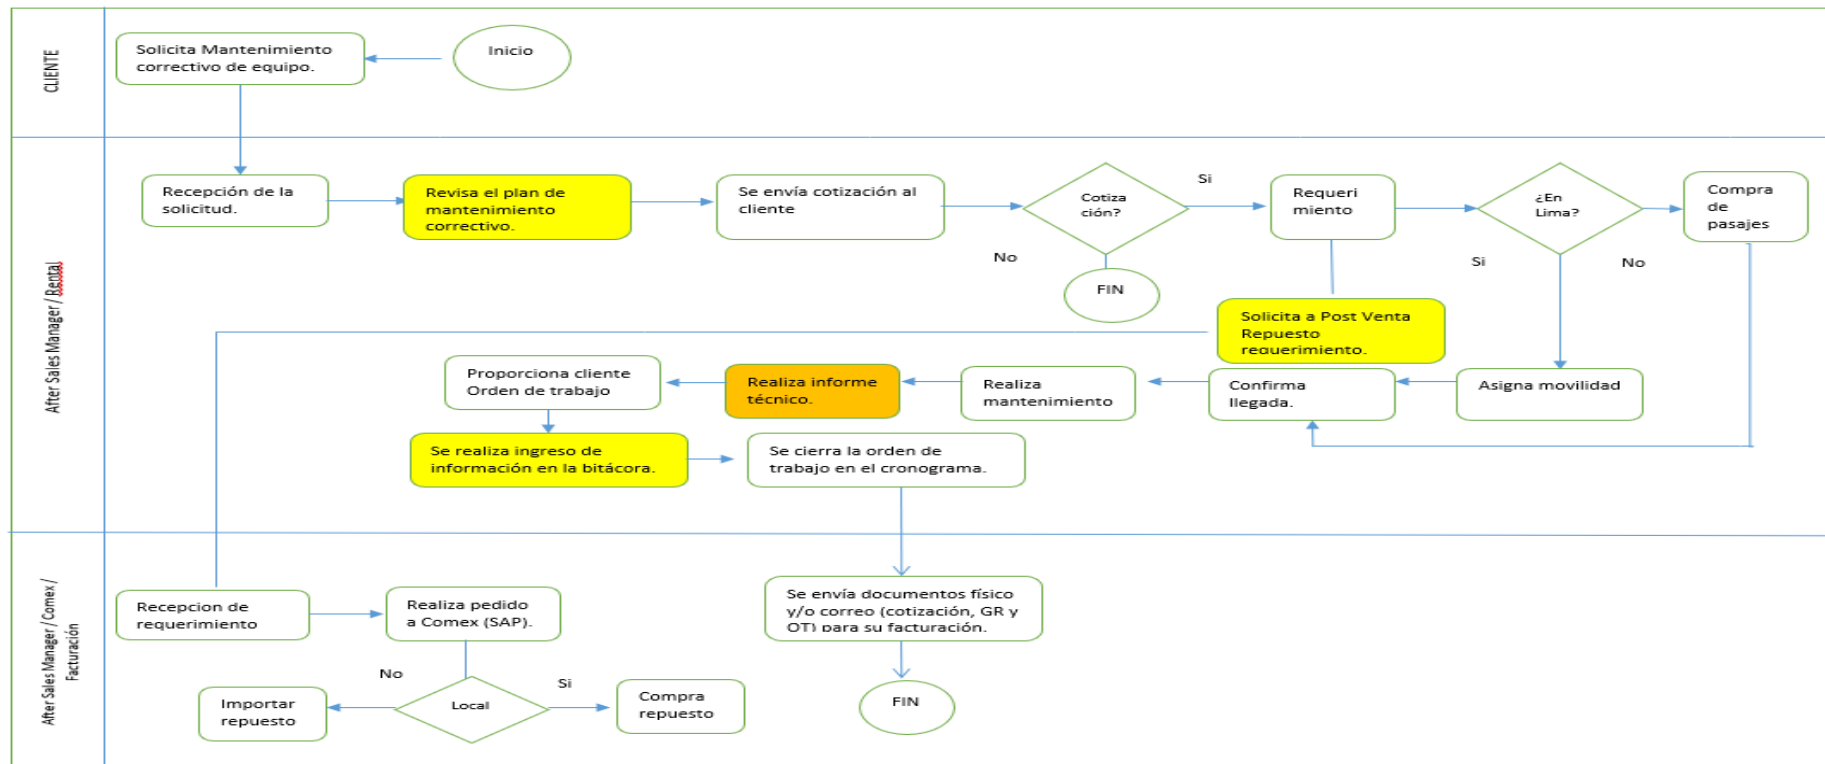 CLIENTE
Solicita Mantenimiento
correctivo de equipo.
Inicio
After Sales Manager / Rental
Recepción de la
solicitud.
Revisa el plan de
mantenimiento
correctivo.
Se envía cotización al
cliente
Cotiza
ción?
Si
No
FIN
Requeri
miento
¿En
Lima?
Si
No
Compra
de
pasajes
Solicita a Post Venta
Repuesto
requerimiento.
Asigna movilidad
Confirma
llegada.
Realiza
mantenimiento
Realiza informe
técnico.
Proporciona cliente
Orden de trabajo
Se realiza ingreso de
información en la bitácora.
Se cierra la orden de
trabajo en el cronograma.
After Sales Manager / Comex /
Facturación
Recepcion de
requerimiento
Realiza pedido
a Comex (SAP).
No
Local
Si
Importar
repuesto
Compra
repuesto
Se envía documentos físico
y/o correo (cotización, GR y
OT) para su facturación.
FIN